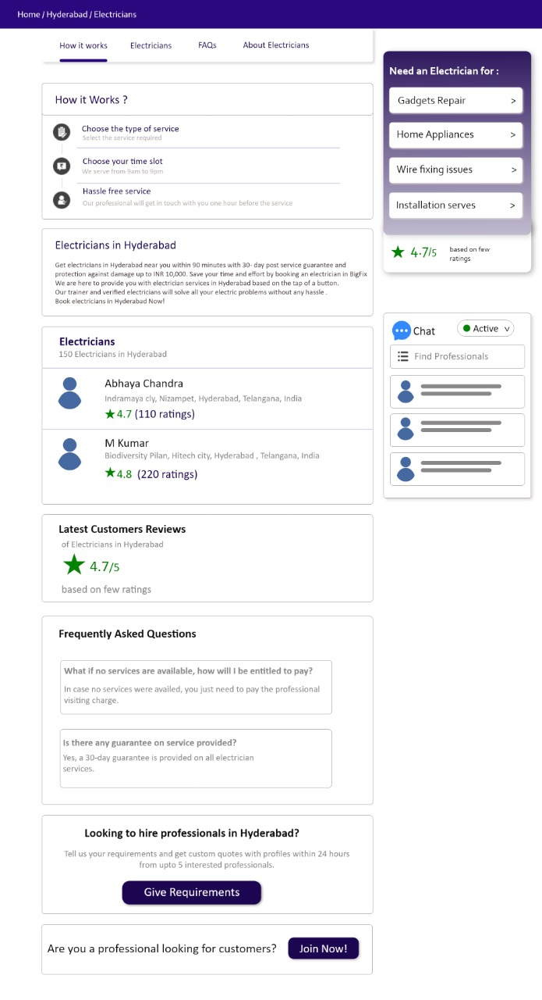 Home / Hyderabad / Electricians
How it works
Electricians
FAQs
About Electricians
How it Works ?
Choose the type of service
Select the service required
Choose your time slot
We serve from 9am to 9pm
Hassle free service
Our professional will get in touch with you one hour before the service
Need an Electrician for :
Gadgets Repair >
Home Appliances >
Wire fixing issues >
Installation serves >
4.7/5 based on few
ratings
Electricians in Hyderabad
Get electricians in Hyderabad near you within 90 minutes with 30- day post service guarantee and
protection against damage up to INR 10,000. Save your time and effort by booking an electrician in BigFix
We are here to provide you with electrician services in Hyderabad based on the tap of a button.
Our trainer and verified electricians will solve all your electric problems without any hassle .
Book electricians in Hyderabad Now!
Chat
Active v
Find Professionals
Electricians
150 Electricians in Hyderabad
Abhaya Chandra
Indramaya cly, Nizampet, Hyderabad, Telangana, India
4.7 (110 ratings)
M Kumar
Biodiversity Pilan, Hitech city, Hyderabad , Telangana, India
4.8 (220 ratings)
Latest Customers Reviews
of Electricians in Hyderabad
4.7/5
based on few ratings
Frequently Asked Questions
What if no services are available, how will I be entitled to pay?
In case no services were availed, you just need to pay the professional
visiting charge.
Is there any guarantee on service provided?
Yes, a 30-day guarantee is provided on all electrician
services.
Looking to hire professionals in Hyderabad?
Tell us your requirements and get custom quotes with profiles within 24 hours
from upto 5 interested professionals.
Give Requirements
Are you a professional looking for customers?
Join Now!